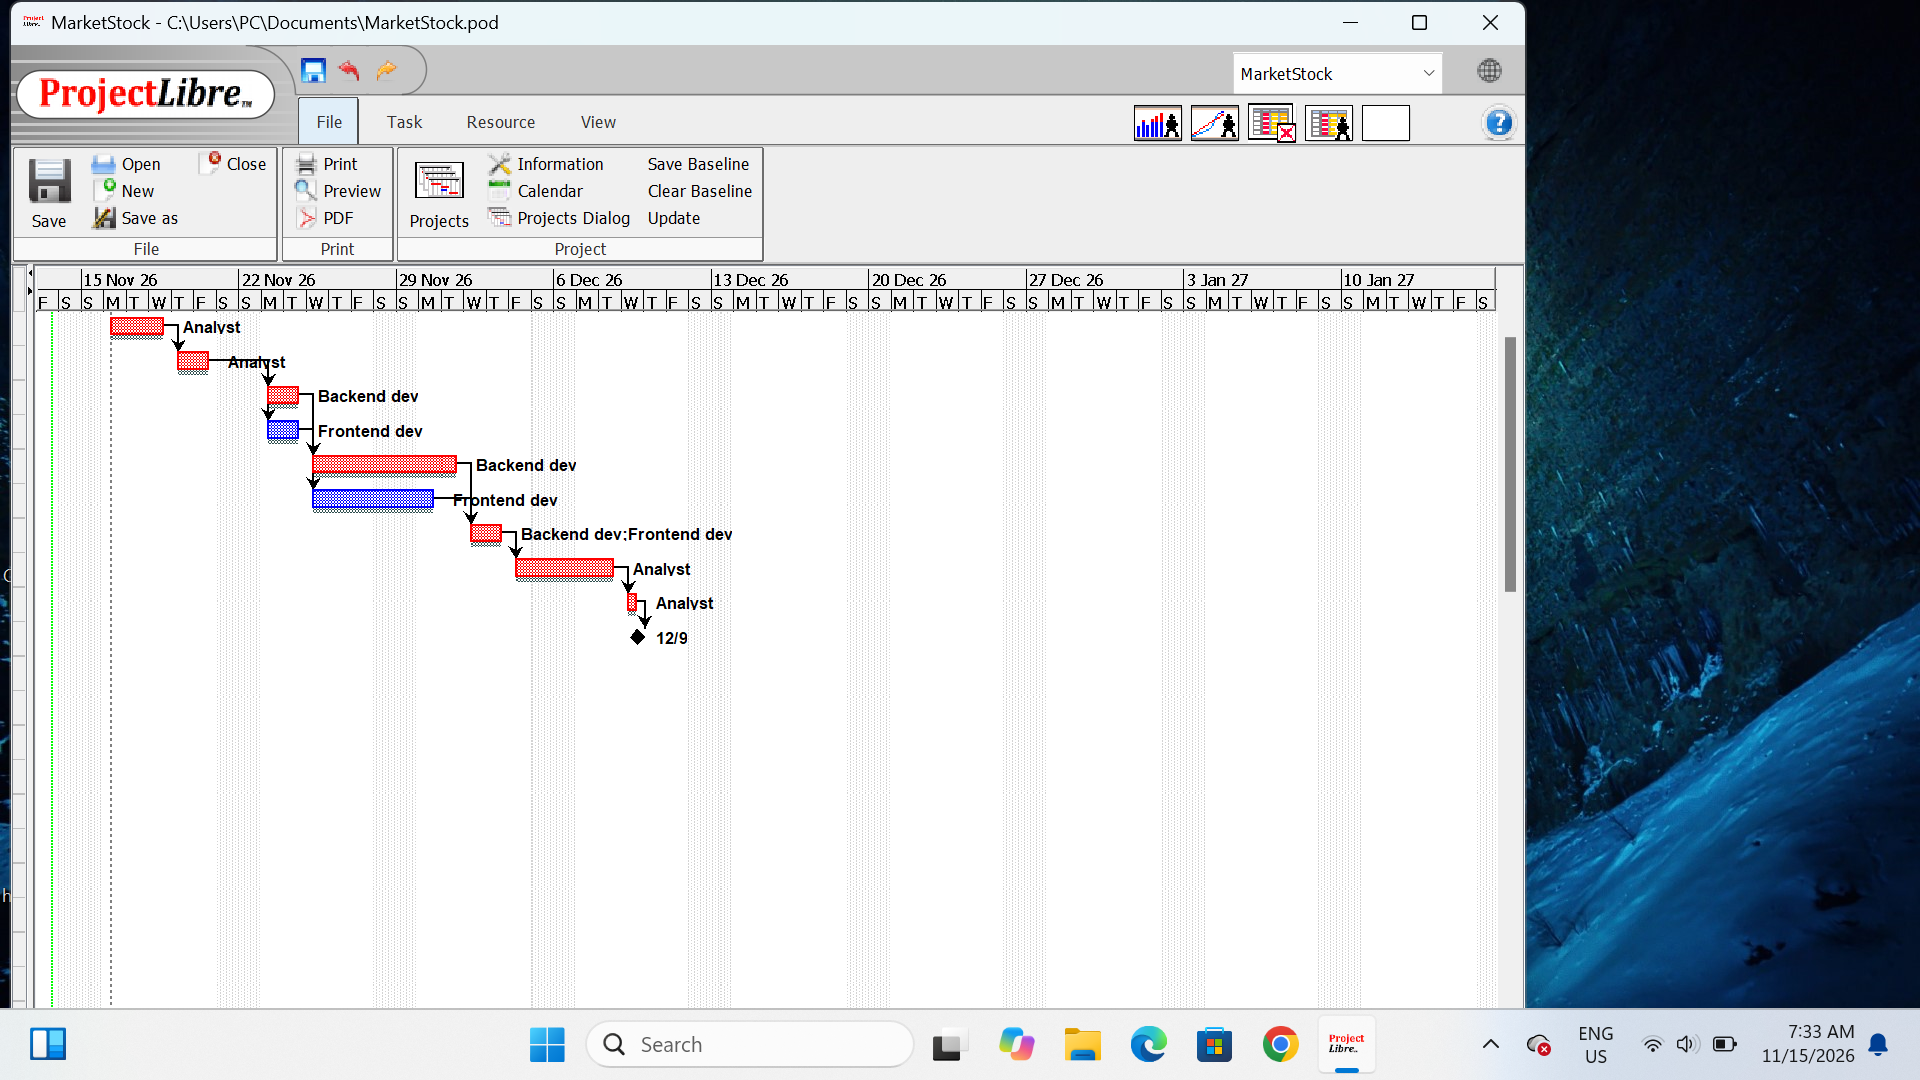 MarketStock - C:\Users\PC\Documents\MarketStock.pod
ProjectLibre™
MarketStock
File Task Resource View
Save
Open
New
Save as
Close
File
Print
Preview
PDF
Print
Projects
Information
Calendar
Projects Dialog
Save Baseline
Clear Baseline
Update
Project
15 Nov 26 22 Nov 26 29 Nov 26 6 Dec 26 13 Dec 26 20 Dec 26 27 Dec 26 3 Jan 27 10 Jan 27
F S S M T W T F S S M T W T F S S M T W T F S S M T W T F S S M T W T F S S M T W T F S S M T W T F S S M T W T F S S M T W T F S
Analyst
Analyst
Backend dev
Frontend dev
Backend dev
Frontend dev
Backend dev;Frontend dev
Analyst
Analyst
12/9
Search
Project
Libre..
ENG
US
7:33 AM
11/15/2026